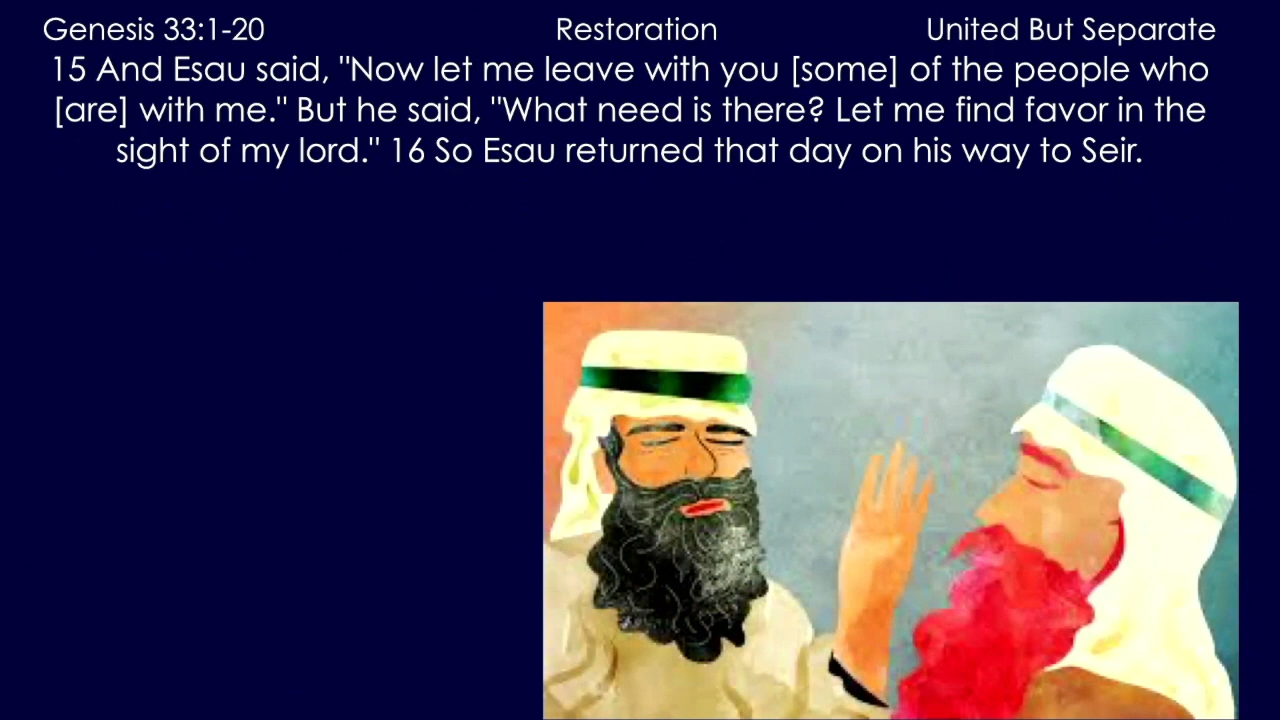 Genesis 33:1-20 Restoration United But Separate
15 And Esau said, "Now let me leave with you [some] of the people who
[are] with me." But he said, "What need is there? Let me find favor in the
sight of my lord." 16 So Esau returned that day on his way to Seir.